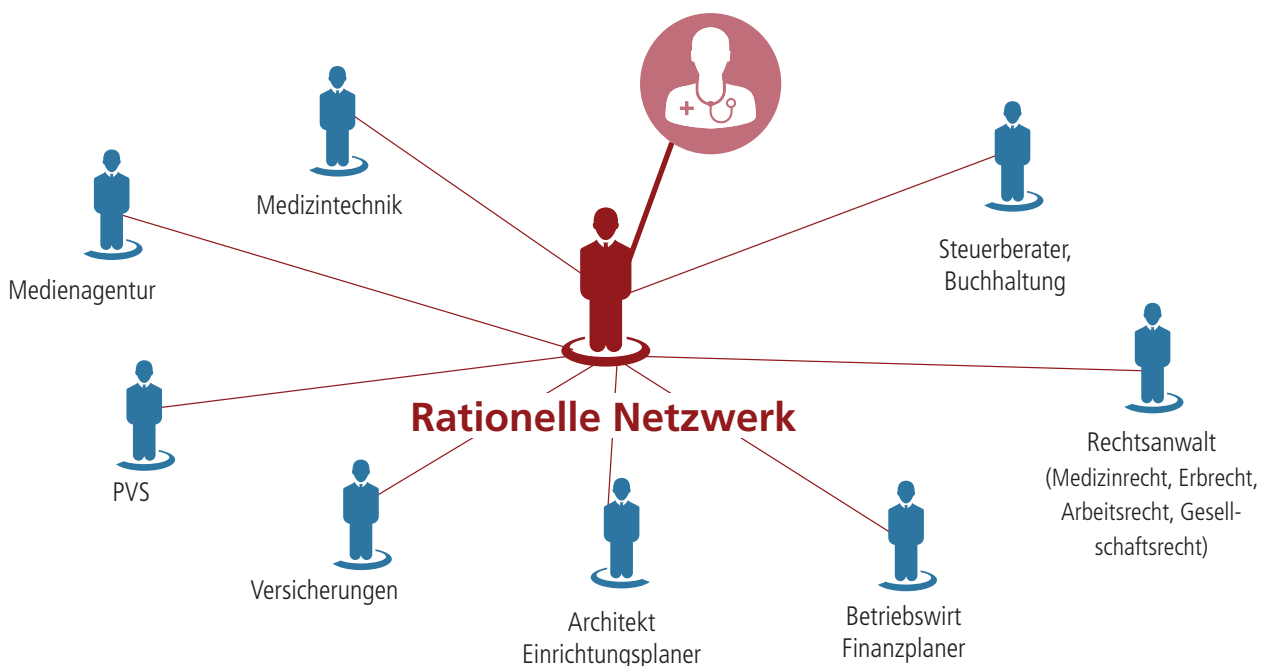 Medizintechnik
Medienagentur
Steuerberater,
Buchhaltung
PVS
Rationelle Netzwerk
Rechtsanwalt
(Medizinrecht, Erbrecht,
Arbeitsrecht, Gesell-
schaftsrecht)
Versicherungen
Architekt
Einrichtungsplaner
Betriebswirt
Finanzplaner